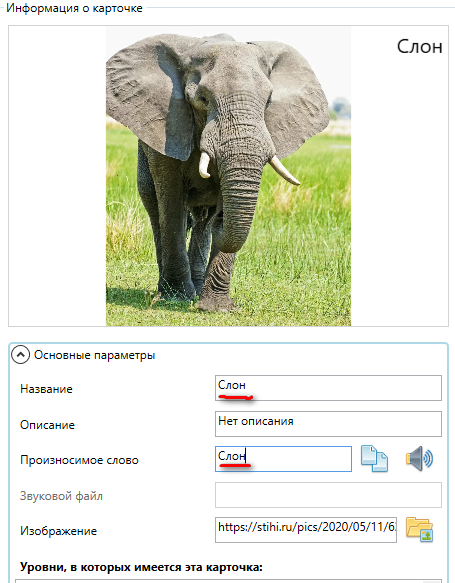 Информация о карточке
Слон
Основные параметры
Название Слон
Описание Нет описания
Произносимое слово Слон
Звуковой файл
Изображение https://stihi.ru/pics/2020/05/11/6.
Уровни, в которых имеется эта карточка: